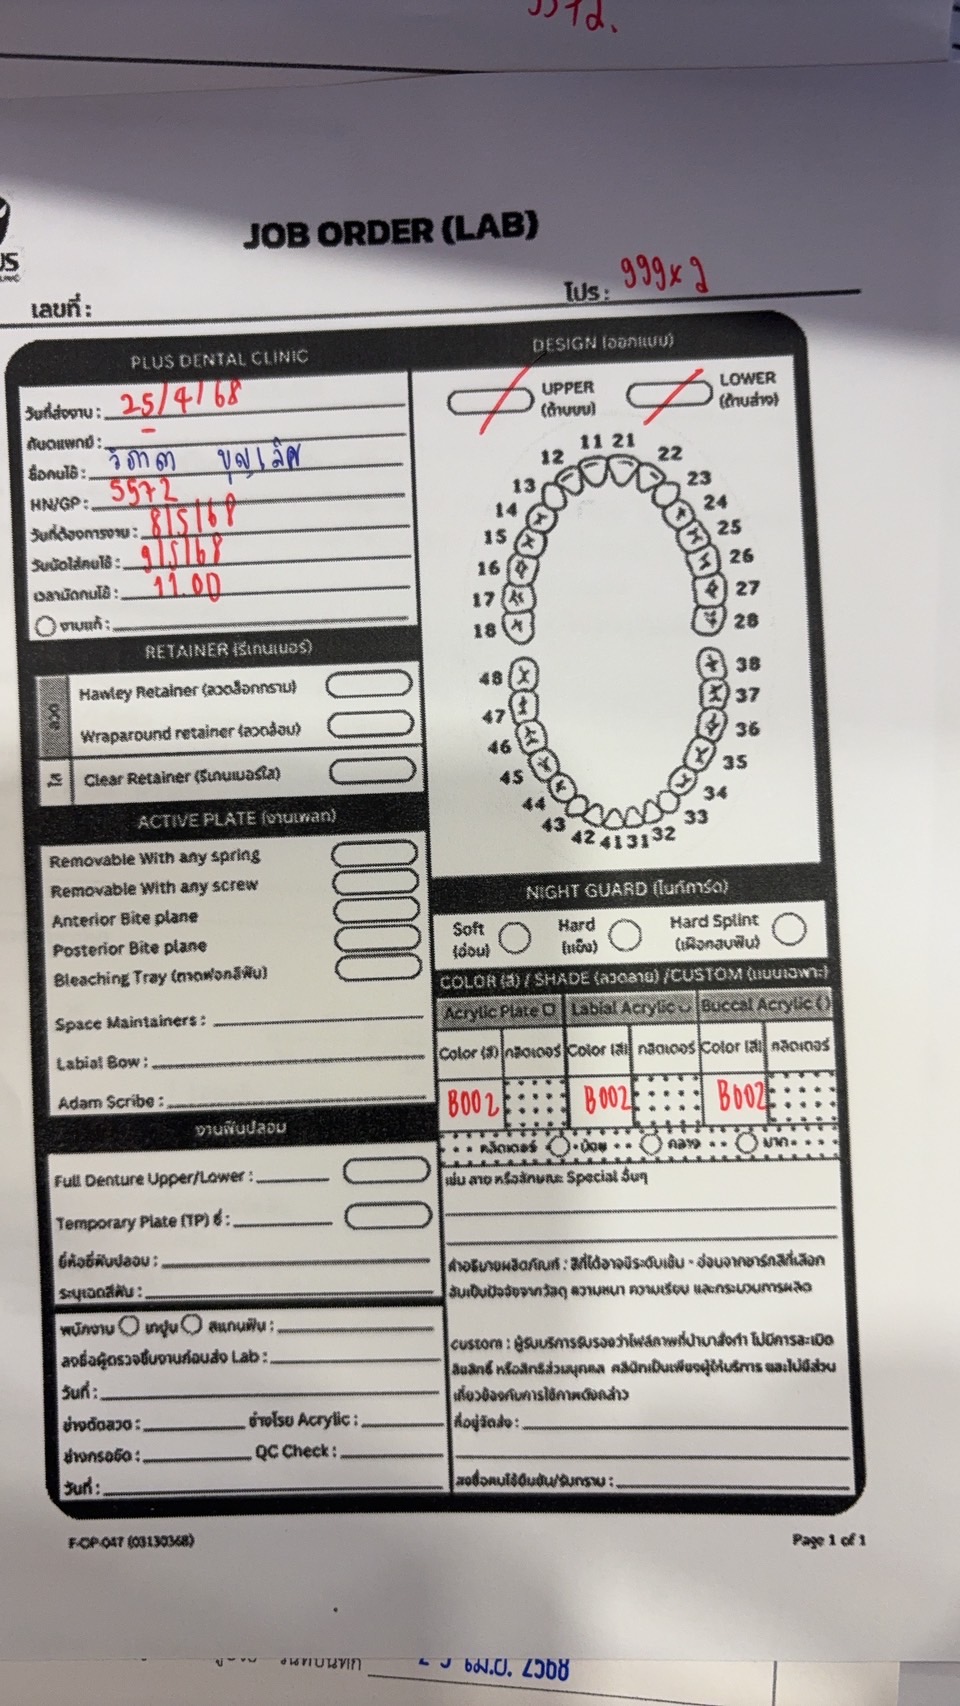 JOB ORDER (LAB)
เลขที่ :
โปร : 999x2
PLUS DENTAL CLINIC
วันที่ส่งงาน : 25/4/68
ทันตแพทย์ :
ชื่อคนไข้ :
HN/GP : 5572
วันที่ต้องการงาน : 8/5/68
วันนัดใส่คนไข้ : 9/5/68
เวลานัดคนไข้ : 11.00
งานแก้ :
DESIGN (ออกแบบ)
UPPER (ด้านบน)
LOWER (ด้านล่าง)
11 21
12 22
13 23
14 24
15 25
16 26
17 27
18 28
48 38
47 37
46 36
45 35
44 34
43 33
42 41 31 32
RETAINER (รีเทนเนอร์)
ลวด
Hawley Retainer (ลวดล็อกกราม)
Wraparound retainer (ลวดล้อม)
ใส
Clear Retainer (รีเทนเนอร์ใส)
ACTIVE PLATE (งานเพลท)
Removable With any spring
Removable With any screw
Anterior Bite plane
Posterior Bite plane
Bleaching Tray (ถาดฟอกสีฟัน)
Space Maintainers :
Labial Bow :
Adam Scribe :
NIGHT GUARD (ไนท์การ์ด)
Soft (อ่อน)
Hard (แข็ง)
Hard Splint (เฝือกสบฟัน)
COLOR (สี) / SHADE (ลวดลาย) /CUSTOM (แบบเฉพาะ)
Acrylic Plate Labial Acrylic Buccal Acrylic ( )
Color (สี) กลิตเตอร์ Color (สี) กลิตเตอร์ Color (สี) กลิตเตอร์
B002 B002 B002
กลิตเตอร์ น้อย กลาง มาก
เช่น ลาย หรือลักษณะ Special อื่นๆ
งานฟันปลอม
Full Denture Upper/Lower :
Temporary Plate (TP) ซี่ :
ยี่ห้อซี่ฟันปลอม :
ระบุเฉดสีฟัน :
คำอธิบายผลิตภัณฑ์ : สีที่ได้อาจมีระดับเข้ม - อ่อนจากชาร์ทสีที่เลือก
อันเป็นปัจจัยจากวัสดุ ความหนา ความเรียบ และกระบวนการผลิต
custom : ผู้รับบริการรับรองว่าไฟล์ภาพที่นำมาสั่งทำ ไม่มีการละเมิด
ลิขสิทธิ์ หรือสิทธิส่วนบุคคล คลินิกเป็นเพียงผู้ให้บริการ และไม่มีส่วน
เกี่ยวข้องกับการใช้ภาพดังกล่าว
ที่อยู่จัดส่ง :
ลงชื่อคนไข้ยืนยัน/รับทราบ :
พนักงาน เทปูน สแกนฟัน :
ลงชื่อผู้ตรวจชิ้นงานก่อนส่ง Lab :
วันที่ :
ช่างดัดลวด : ช่างโรย Acrylic :
ช่างกรอขัด : QC Check :
วันที่ :
F-OP-047 (03130368)
Page 1 of 1